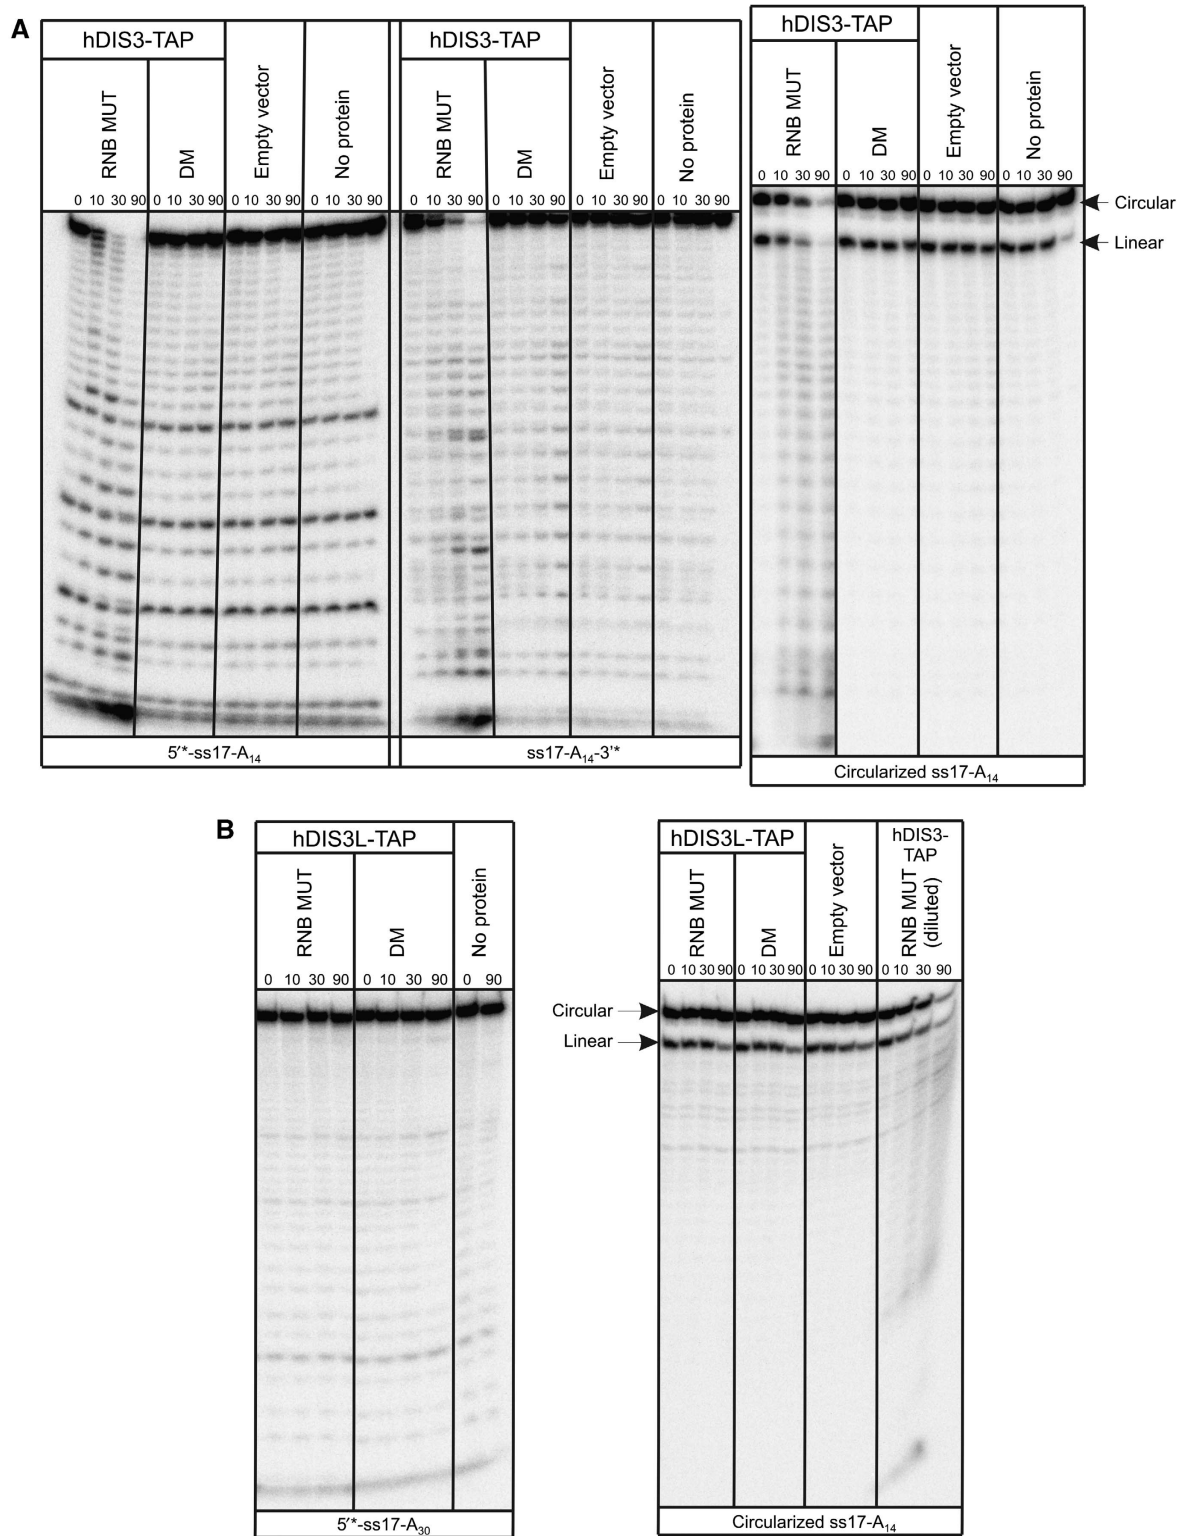 A
hDIS3-TAP
RNB MUT
DM
Empty vector
No protein
0 10 30 90 0 10 30 90 0 10 30 90 0 10 30 90
5′*-ss17-A14
hDIS3-TAP
RNB MUT
DM
Empty vector
No protein
0 10 30 90 0 10 30 90 0 10 30 90 0 10 30 90
ss17-A14-3'*
hDIS3-TAP
RNB MUT
DM
Empty vector
No protein
0 10 30 90 0 10 30 90 0 10 30 90 0 10 30 90
Circular
Linear
Circularized ss17-A14
B
hDIS3L-TAP
RNB MUT
DM
No protein
0 10 30 90 0 10 30 90 0 90
5′*-ss17-A30
hDIS3L-TAP
RNB MUT
DM
Empty vector
hDIS3-
TAP
RNB MUT
(diluted)
0 10 30 90 0 10 30 90 0 10 30 90 0 10 30 90
Circular
Linear
Circularized ss17-A14